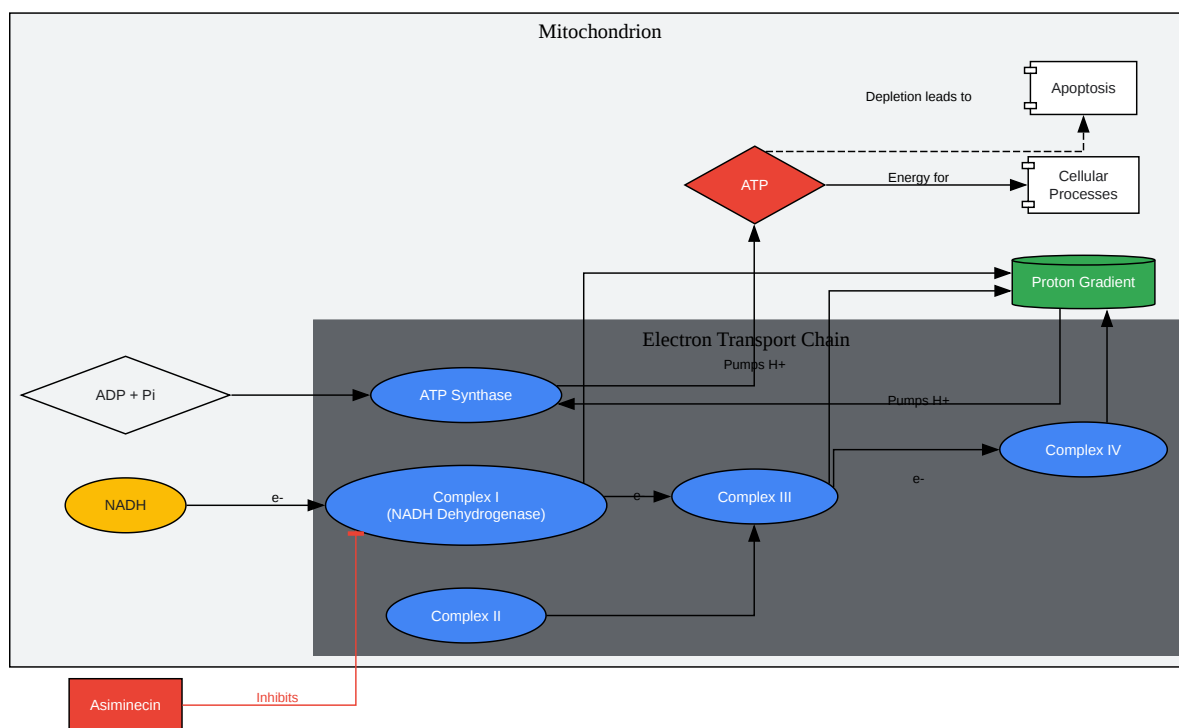 Mitochondrion
Apoptosis
Depletion leads to
ATP
Energy for
Cellular
Processes
Proton Gradient
Electron Transport Chain
Pumps H+
ADP + Pi
ATP Synthase
Pumps H+
Complex IV
NADH
e-
Complex I
(NADH Dehydrogenase)
e-
Complex III
e-
Complex II
Asiminecin
Inhibits